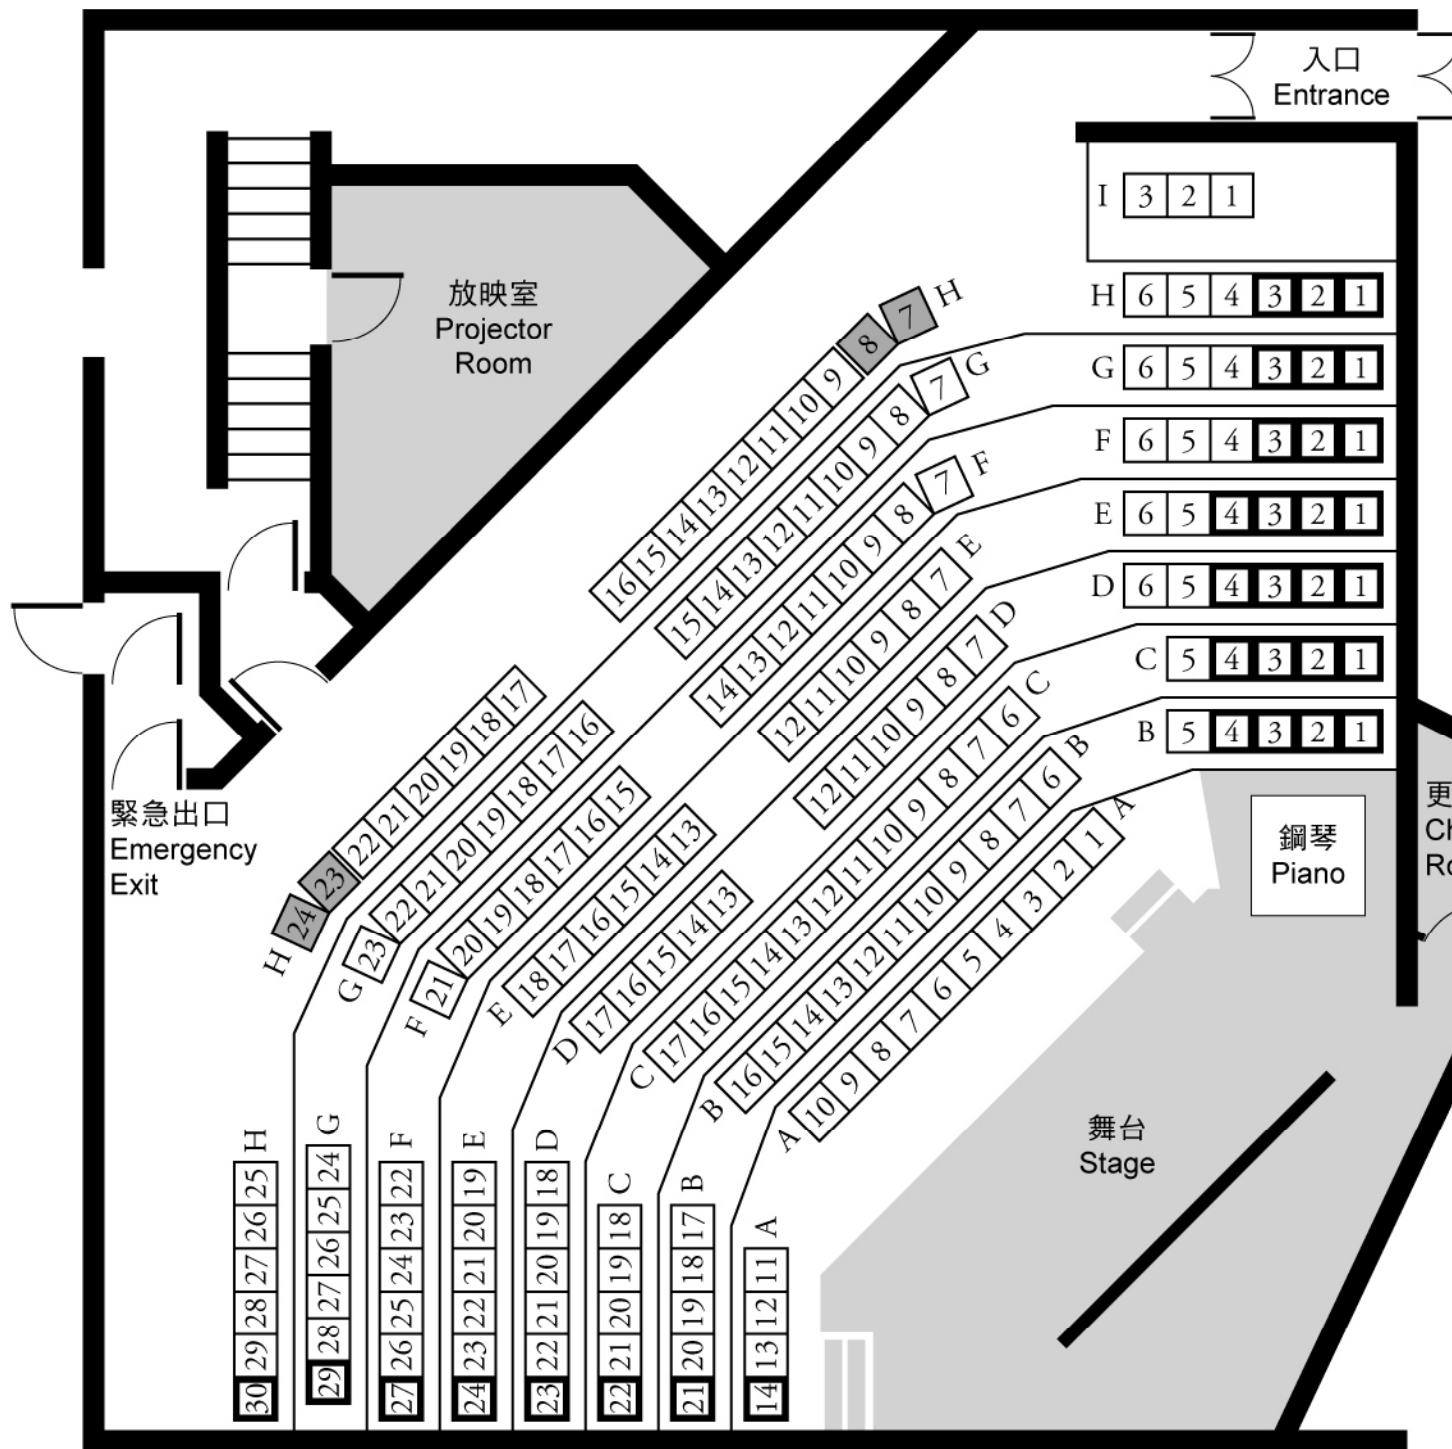 入口
Entrance
I 3 2 1
放映室
Projector
Room
H 6 5 4 3 2 1
G 6 5 4 3 2 1
F 6 5 4 3 2 1
E 6 5 4 3 2 1
D 6 5 4 3 2 1
C 5 4 3 2 1
B 5 4 3 2 1
H 7 8 9 10 11 12 13 14 15 16
G 7 8 9 10 11 12 13 14 15
F 7 8 9 10 11 12 13 14
E 7 8 9 10 11 12
D 7 8 9 10 11 12
C 6 7 8 9 10 11 12 13 14 15 16 17 C
B 6 7 8 9 10 11 12 13 14 15 16 B
A 1 2 3 4 5 6 7 8 9 10 A
17 18 19 20 21 22 23 24 H
16 17 18 19 20 21 22 23 G
15 16 17 18 19 20 21 F
13 14 15 16 17 18 E
13 14 15 16 17 D
緊急出口
Emergency
Exit
鋼琴
Piano
更
Ch
Ro
舞台
Stage
H 25 26 27 28 29 30
G 24 25 26 27 28 29
F 22 23 24 25 26 27
E 19 20 21 22 23 24
D 18 19 20 21 22 23
C 18 19 20 21 22
B 17 18 19 20 21
A 11 12 13 14